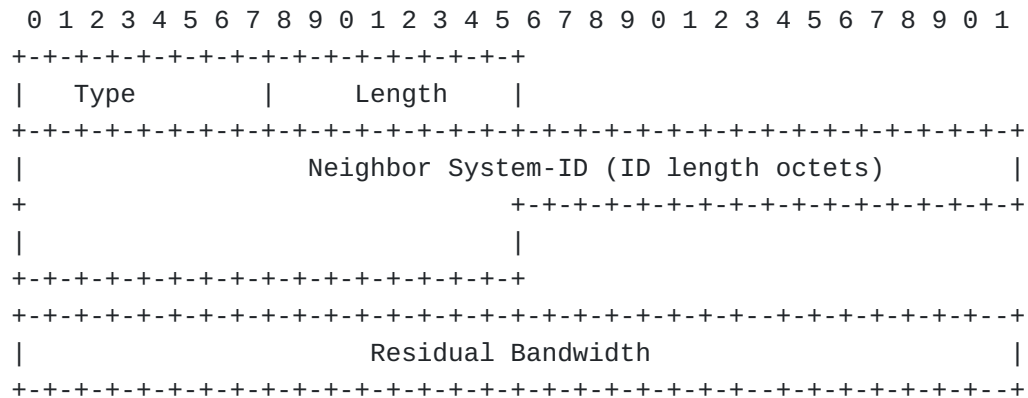 0 1 2 3 4 5 6 7 8 9 0 1 2 3 4 5 6 7 8 9 0 1 2 3 4 5 6 7 8 9 0 1
+-+-+-+-+-+-+-+-+-+-+-+-+-+-+-+-+
|   Type        |     Length    |
+-+-+-+-+-+-+-+-+-+-+-+-+-+-+-+-+-+-+-+-+-+-+-+-+-+-+-+-+-+-+-+-+
|                  Neighbor System-ID (ID length octets)        |
+                               +-+-+-+-+-+-+-+-+-+-+-+-+-+-+-+-+
|                               |
+-+-+-+-+-+-+-+-+-+-+-+-+-+-+-+-+
+-+-+-+-+-+-+-+-+-+-+-+-+-+-+-+-+-+-+-+-+-+-+-+--+-+-+-+-+-+-+--+
|                      Residual Bandwidth                       |
+-+-+-+-+-+-+-+-+-+-+-+-+-+-+-+-+-+-+-+-+-+-+-+--+-+-+-+-+-+-+--+